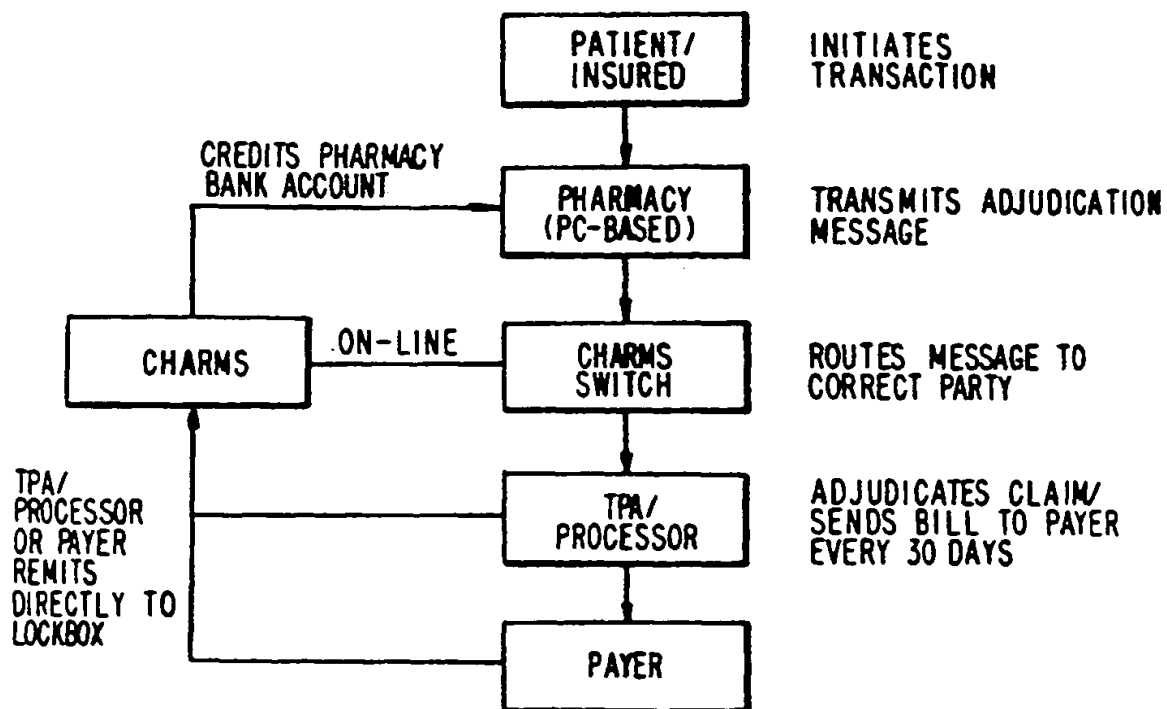 PATIENT/
INSURED
INITIATES
TRANSACTION
CREDITS PHARMACY
BANK ACCOUNT
PHARMACY
(PC-BASED)
TRANSMITS ADJUDICATION
MESSAGE
CHARMS
ON-LINE
CHARMS
SWITCH
ROUTES MESSAGE TO
CORRECT PARTY
TPA/
PROCESSOR
OR PAYER
REMITS
DIRECTLY TO
LOCKBOX
TPA/
PROCESSOR
ADJUDICATES CLAIM/
SENDS BILL TO PAYER
EVERY 30 DAYS
PAYER